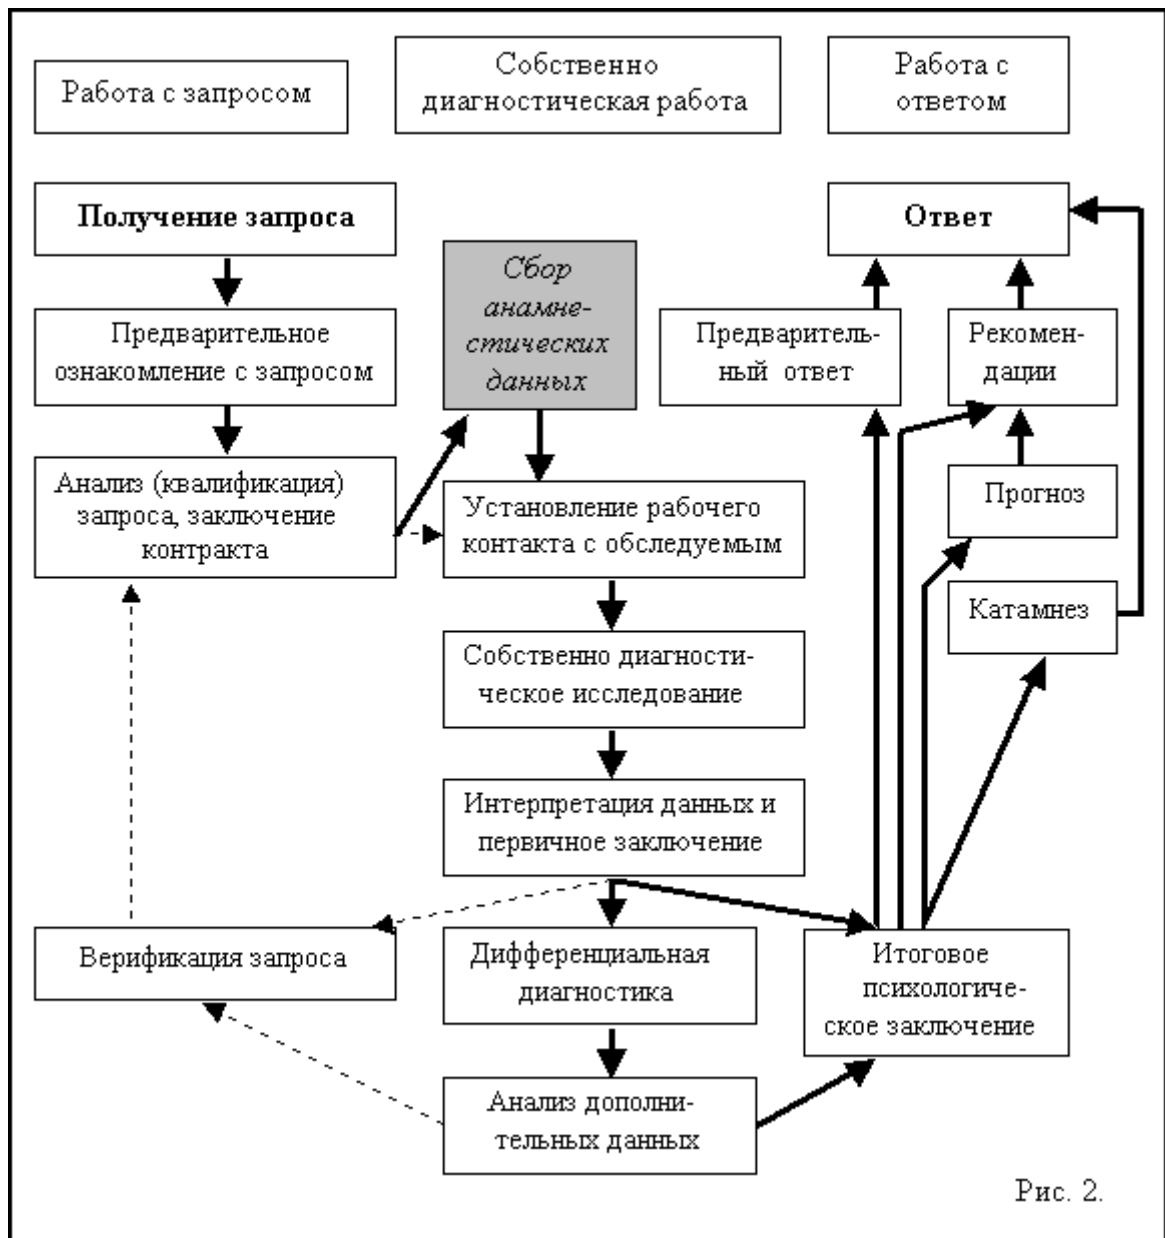 Работа с запросом
Собственно
диагностическая работа
Работа с
ответом
Получение запроса
Предварительное
ознакомление с запросом
Анализ (квалификация)
запроса, заключение
контракта
Верификация запроса
Сбор
анамне-
стических
данных
Установление рабочего
контакта с обследуемым
Собственно диагности-
ческое исследование
Интерпретация данных и
первичное заключение
Дифференциальная
диагностика
Анализ дополни-
тельных данных
Ответ
Предваритель-
ный ответ
Рекомен-
дации
Прогноз
Катамнез
Итоговое
психологиче-
ское заключение
Рис. 2.